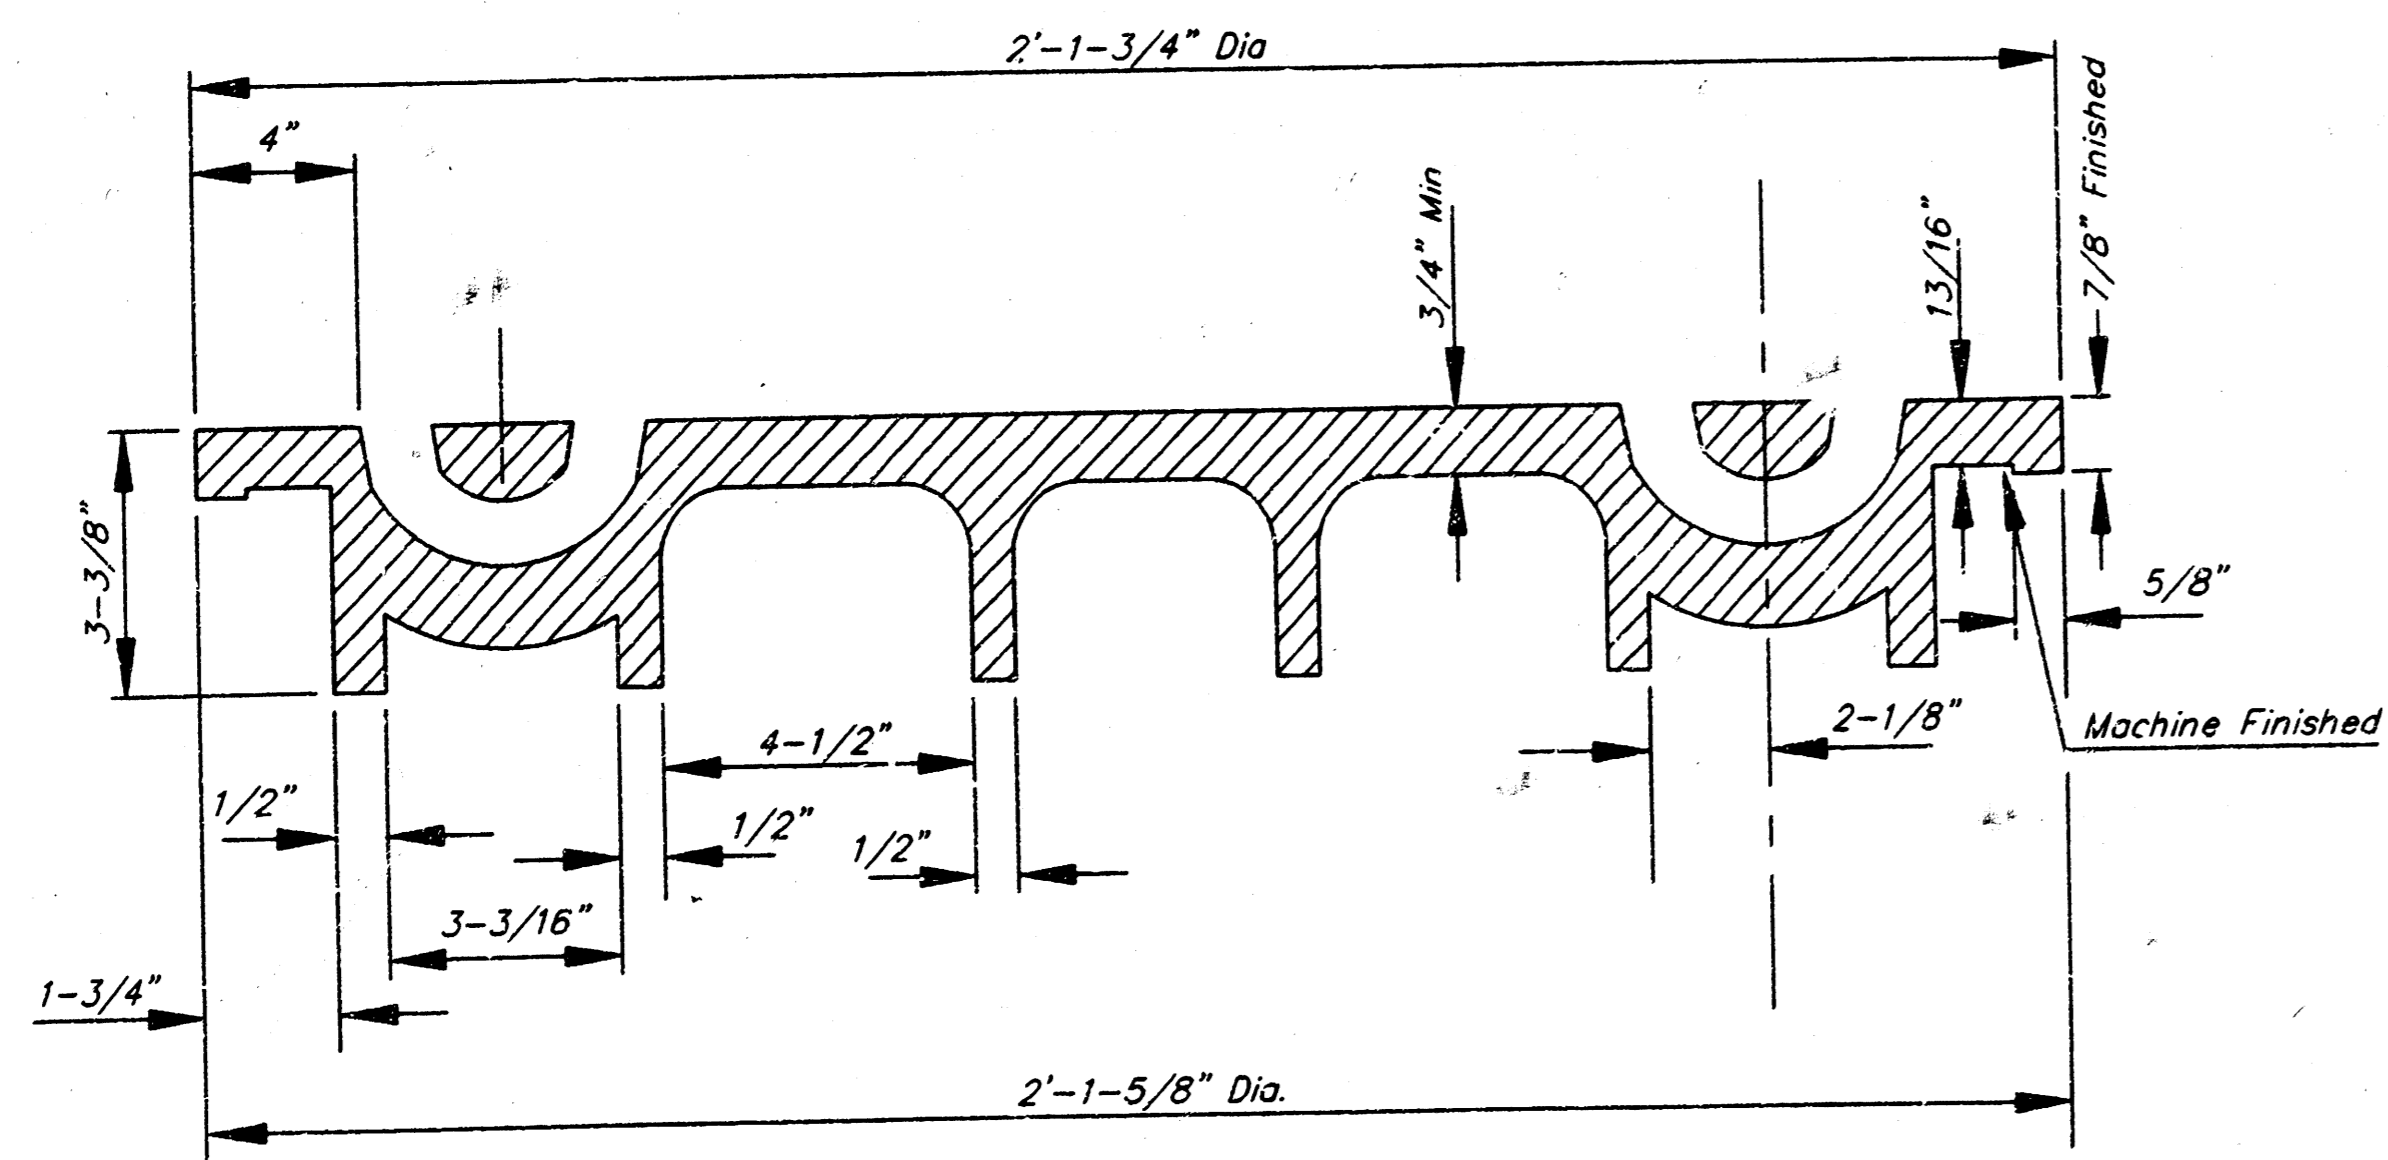 2'-1-3/4" Dia
4"
3/4" Min
13/16"
7/8" Finished
3-3/8"
5/8"
2-1/8"
Machine Finished
4-1/2"
1/2"
1/2"
1/2"
3-3/16"
1-3/4"
2'-1-5/8" Dia.